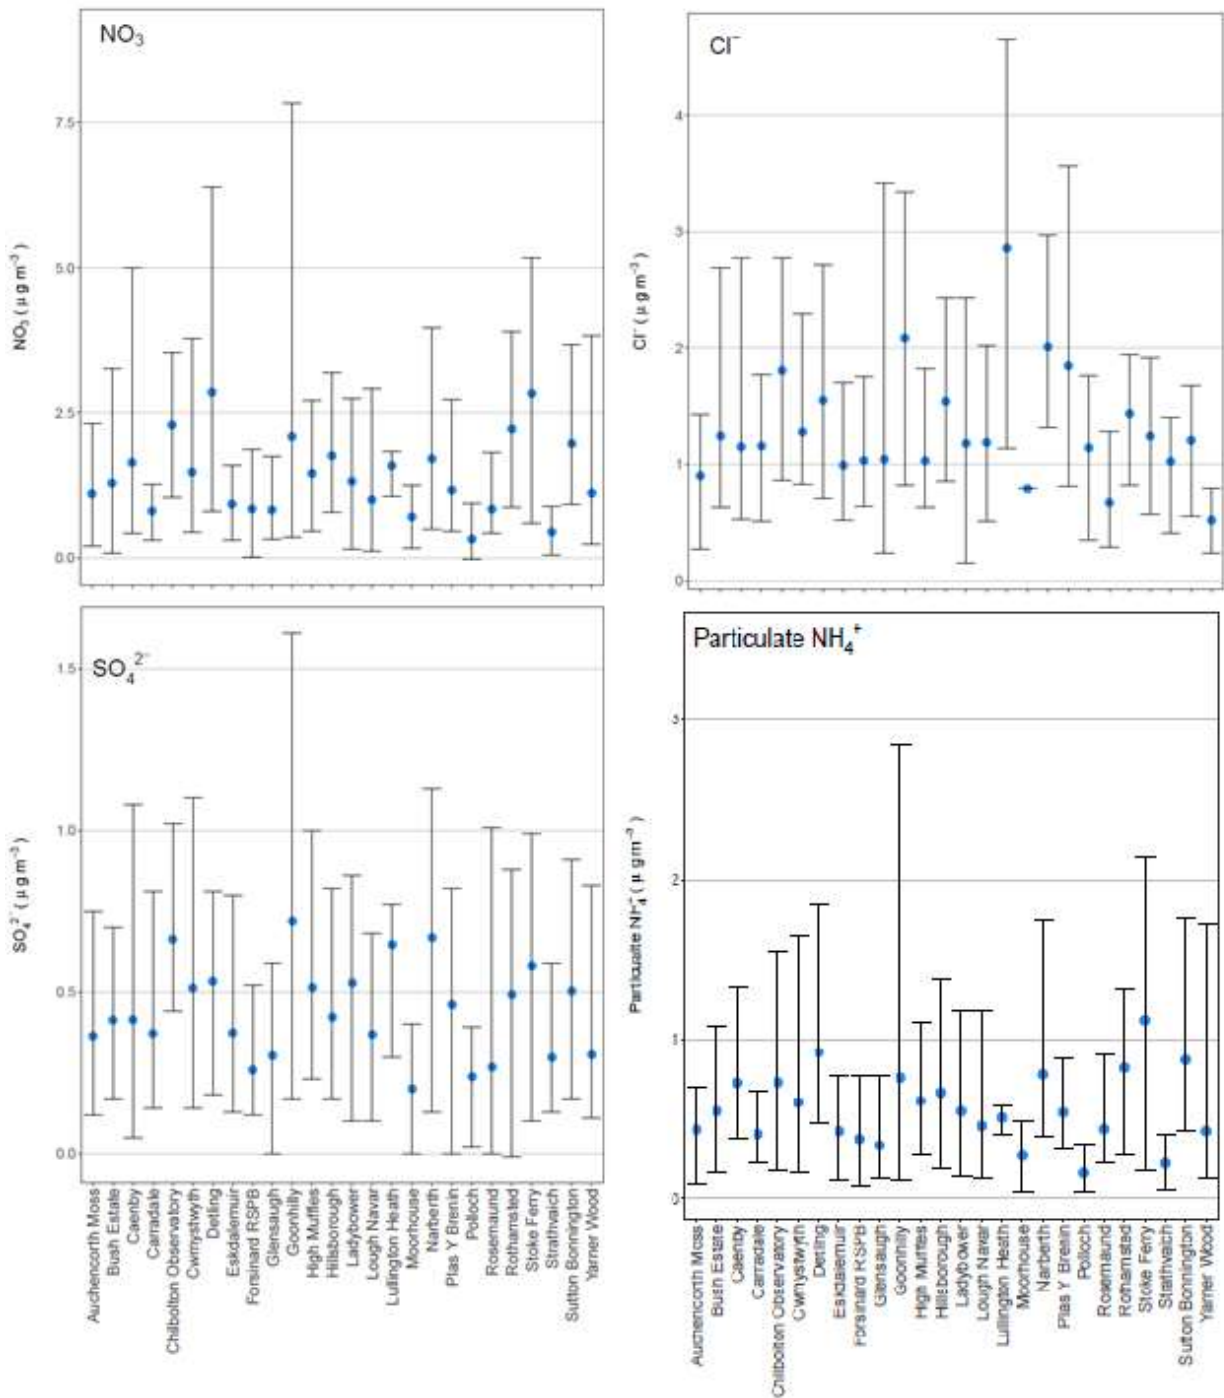 NO₃
7.5
5.0
2.5
0.0
NO₃ ( µ g m⁻³ )
Cl⁻
4
3
2
1
0
Cl⁻ ( µ g m⁻³ )
SO₄²⁻
1.5
1.0
0.5
0.0
SO₄²⁻ ( µ g m⁻³ )
Auchencorth Moss
Bush Estate
Caenby
Carradale
Chilbolton Observatory
Cwmystwyth
Detling
Eskdalemuir
Forsinard RSPB
Glensaugh
Goonhilly
High Muffles
Hillsborough
Ladybower
Lough Navar
Lullington Heath
Moorhouse
Narberth
Plas Y Brenin
Polloch
Rosemaund
Rothamsted
Stoke Ferry
Strathvaich
Sutton Bonnington
Yarner Wood
Particulate NH₄⁺
3
2
1
0
Particualte NH₄⁺ ( µ g m⁻³ )
Auchencorth Moss
Bush Estate
Caenby
Carradale
Chilbolton Observatory
Cwmystwyth
Detling
Eskdalemuir
Forsinard RSPB
Glensaugh
Goonhilly
High Muffles
Hillsborough
Ladybower
Lough Navar
Lullington Heath
Moorhouse
Narberth
Plas Y Brenin
Polloch
Rosemaund
Rothamsted
Stoke Ferry
Strathvaich
Sutton Bonnington
Yarner Wood